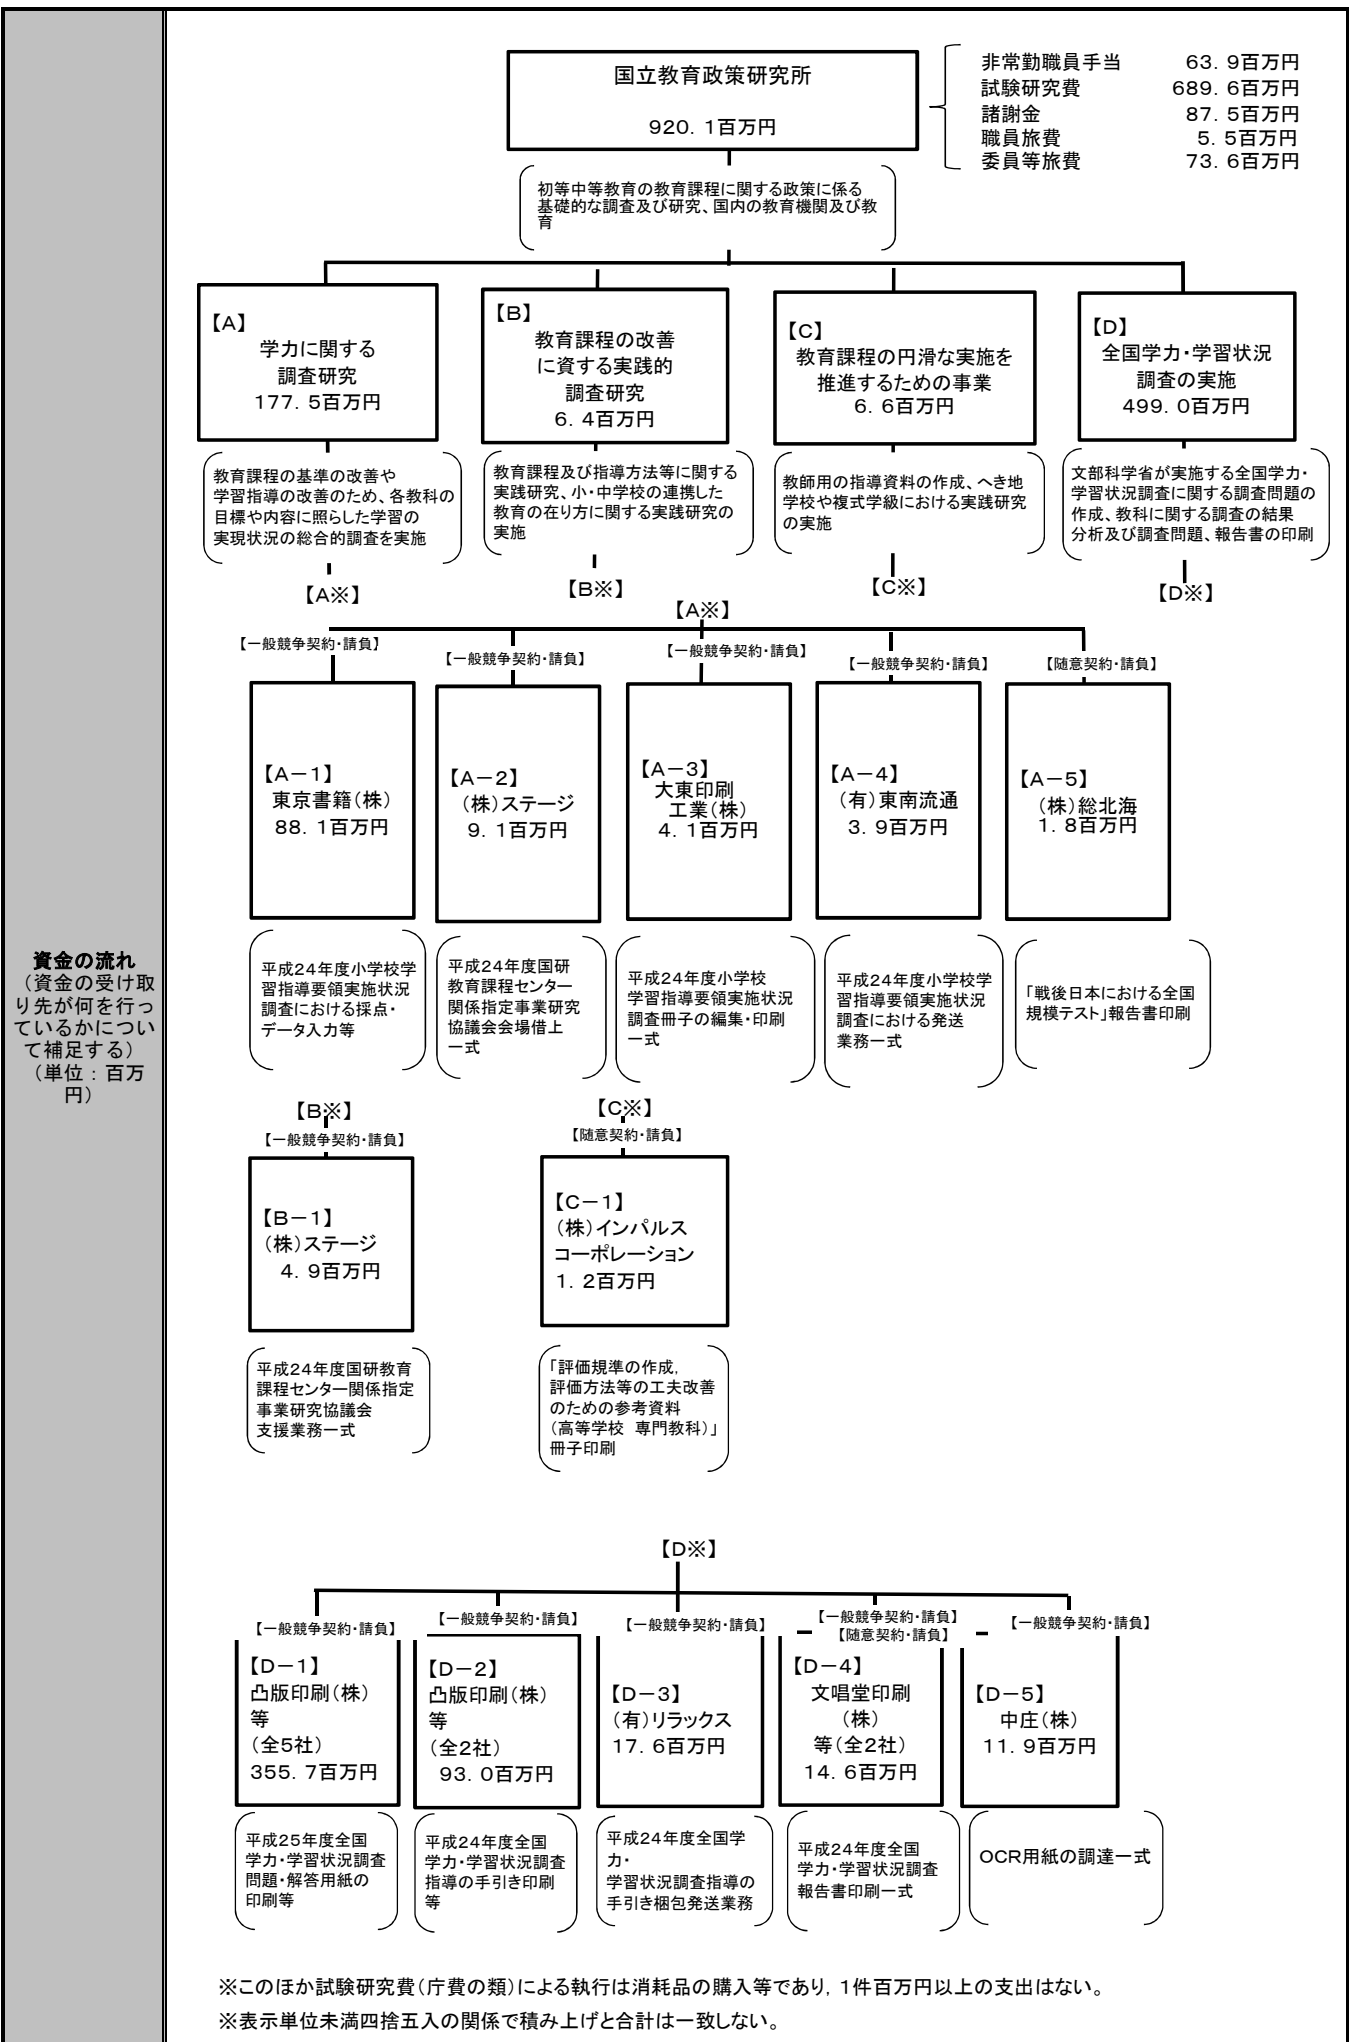 資金の流れ
（資金の受け取
り先が何を行っ
ているかについ
て補足する）
（単位：百万
円）
国立教育政策研究所
920．1百万円
非常勤職員手当　63．9百万円
試験研究費　689．6百万円
諸謝金　87．5百万円
職員旅費　5．5百万円
委員等旅費　73．6百万円
初等中等教育の教育課程に関する政策に係る
基礎的な調査及び研究、国内の教育機関及び教
育
【A】
学力に関する
調査研究
177．5百万円
【B】
教育課程の改善
に資する実践的
調査研究
6．4百万円
【C】
教育課程の円滑な実施を
推進するための事業
6．6百万円
【D】
全国学力・学習状況
調査の実施
499．0百万円
教育課程の基準の改善や
学習指導の改善のため、各教科の
目標や内容に照らした学習の
実現状況の総合的調査を実施
教育課程及び指導方法等に関する
実践研究、小・中学校の連携した
教育の在り方に関する実践研究の
実施
教師用の指導資料の作成、へき地
学校や複式学級における実践研究
の実施
文部科学省が実施する全国学力・
学習状況調査に関する調査問題の
作成、教科に関する調査の結果
分析及び調査問題、報告書の印刷
【A※】
【B※】
【C※】
【D※】
【A※】
【一般競争契約・請負】
【一般競争契約・請負】
【一般競争契約・請負】
【一般競争契約・請負】
【随意契約・請負】
【A－1】
東京書籍（株）
88．1百万円
【A－2】
（株）ステージ
9．1百万円
【A－3】
大東印刷
工業（株）
4．1百万円
【A－4】
（有）東南流通
3．9百万円
【A－5】
（株）総北海
1．8百万円
平成24年度小学校学
習指導要領実施状況
調査における採点・
データ入力等
平成24年度国研
教育課程センター
関係指定事業研究
協議会会場借上
一式
平成24年度小学校
学習指導要領実施状況
調査冊子の編集・印刷
一式
平成24年度小学校学
習指導要領実施状況
調査における発送
業務一式
「戦後日本における全国
規模テスト」報告書印刷
【B※】
【一般競争契約・請負】
【B－1】
（株）ステージ
4．9百万円
平成24年度国研教育
課程センター関係指定
事業研究協議会
支援業務一式
【C※】
【随意契約・請負】
【C－1】
（株）インパルス
コーポレーション
1．2百万円
「評価規準の作成，
評価方法等の工夫改善
のための参考資料
（高等学校　専門教科）」
冊子印刷
【D※】
【一般競争契約・請負】
【一般競争契約・請負】
【一般競争契約・請負】
【一般競争契約・請負】
【随意契約・請負】
【一般競争契約・請負】
【D－1】
凸版印刷（株）
等
（全5社）
355．7百万円
【D－2】
凸版印刷（株）
等
（全2社）
93．0百万円
【D－3】
（有）リラックス
17．6百万円
【D－4】
文唱堂印刷
（株）
等（全2社）
14．6百万円
【D－5】
中庄（株）
11．9百万円
平成25年度全国
学力・学習状況調査
問題・解答用紙の
印刷等
平成24年度全国
学力・学習状況調査
指導の手引き印刷
等
平成24年度全国学
力・
学習状況調査指導の
手引き梱包発送業務
平成24年度全国
学力・学習状況調査
報告書印刷一式
OCR用紙の調達一式
※このほか試験研究費（庁費の類）による執行は消耗品の購入等であり，1件百万円以上の支出はない。
※表示単位未満四捨五入の関係で積み上げと合計は一致しない。